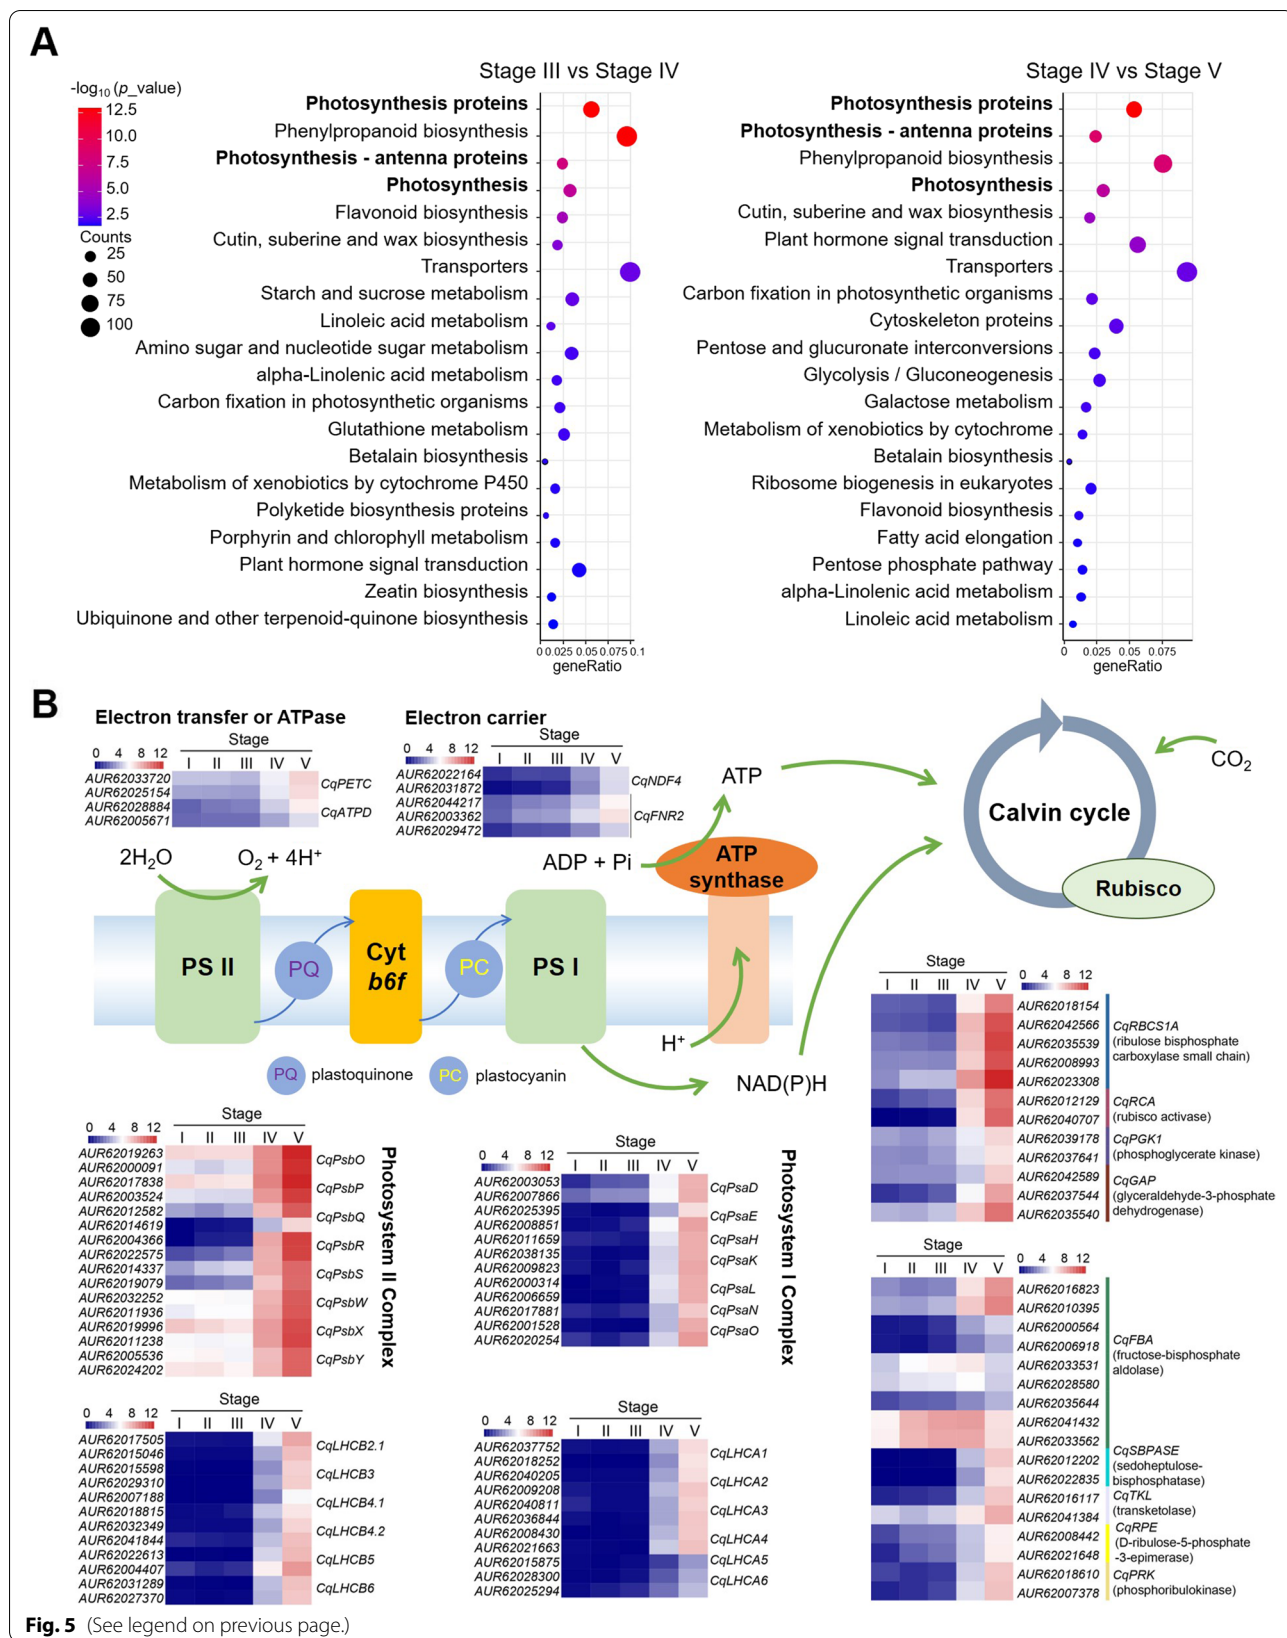 A
Stage III vs Stage IV
Stage IV vs Stage V
-log10 (p_value)
12.5
10.0
7.5
5.0
2.5
Counts
25
50
75
100
Photosynthesis proteins
Phenylpropanoid biosynthesis
Photosynthesis - antenna proteins
Photosynthesis
Flavonoid biosynthesis
Cutin, suberine and wax biosynthesis
Transporters
Starch and sucrose metabolism
Linoleic acid metabolism
Amino sugar and nucleotide sugar metabolism
alpha-Linolenic acid metabolism
Carbon fixation in photosynthetic organisms
Glutathione metabolism
Betalain biosynthesis
Metabolism of xenobiotics by cytochrome P450
Polyketide biosynthesis proteins
Porphyrin and chlorophyll metabolism
Plant hormone signal transduction
Zeatin biosynthesis
Ubiquinone and other terpenoid-quinone biosynthesis
0 0.025 0.05 0.075 0.1
geneRatio
Photosynthesis proteins
Photosynthesis - antenna proteins
Phenylpropanoid biosynthesis
Photosynthesis
Cutin, suberine and wax biosynthesis
Plant hormone signal transduction
Transporters
Carbon fixation in photosynthetic organisms
Cytoskeleton proteins
Pentose and glucuronate interconversions
Glycolysis / Gluconeogenesis
Galactose metabolism
Metabolism of xenobiotics by cytochrome
Betalain biosynthesis
Ribosome biogenesis in eukaryotes
Flavonoid biosynthesis
Fatty acid elongation
Pentose phosphate pathway
alpha-Linolenic acid metabolism
Linoleic acid metabolism
0 0.025 0.05 0.075
geneRatio
B
Electron transfer or ATPase
Stage
0 4 8 12
I II III IV V
AUR62033720
AUR62025154
AUR62028884
AUR62005671
CqPETC
CqATPD
Electron carrier
Stage
0 4 8 12
I II III IV V
AUR62022164
AUR62031872
AUR62044217
AUR62003362
AUR62029472
CqNDF4
CqFNR2
2H2O
O2 + 4H+
ADP + Pi
ATP
ATP
synthase
Calvin cycle
CO2
Rubisco
PS II
PQ
Cyt
b6f
PC
PS I
H+
NAD(P)H
PQ plastoquinone
PC plastocyanin
Stage
0 4 8 12
I II III IV V
AUR62018154
AUR62042566
AUR62035539
AUR62008993
AUR62023308
AUR62012129
AUR62040707
AUR62039178
AUR62037641
AUR62042589
AUR62037544
AUR62035540
CqRBCS1A
(ribulose bisphosphate
carboxylase small chain)
CqRCA
(rubisco activase)
CqPGK1
(phosphoglycerate kinase)
CqGAP
(glyceraldehyde-3-phosphate
dehydrogenase)
Stage
0 4 8 12
I II III IV V
AUR62019263
AUR62000091
AUR62017838
AUR62003524
AUR62012582
AUR62014619
AUR62004366
AUR62022575
AUR62014337
AUR62019079
AUR62032252
AUR62011936
AUR62019996
AUR62011238
AUR62005536
AUR62024202
CqPsbO
CqPsbP
CqPsbQ
CqPsbR
CqPsbS
CqPsbW
CqPsbX
CqPsbY
Photosystem II Complex
Stage
0 4 8 12
I II III IV V
AUR62003053
AUR62007866
AUR62025395
AUR62008851
AUR62011659
AUR62038135
AUR62009823
AUR62000314
AUR62006659
AUR62017881
AUR62001528
AUR62020254
CqPsaD
CqPsaE
CqPsaH
CqPsaK
CqPsaL
CqPsaN
CqPsaO
Photosystem I Complex
Stage
0 4 8 12
I II III IV V
AUR62016823
AUR62010395
AUR62000564
AUR62006918
AUR62033531
AUR62028580
AUR62035644
AUR62041432
AUR62033562
AUR62012202
AUR62022835
AUR62016117
AUR62041384
AUR62008442
AUR62021648
AUR62018610
AUR62007378
CqFBA
(fructose-bisphosphate
aldolase)
CqSBPASE
(sedoheptulose-
bisphosphatase)
CqTKL
(transketolase)
CqRPE
(D-ribulose-5-phosphate
-3-epimerase)
CqPRK
(phosphoribulokinase)
Stage
0 4 8 12
I II III IV V
AUR62017505
AUR62015046
AUR62015598
AUR62029310
AUR62007188
AUR62018815
AUR62032349
AUR62041844
AUR62022613
AUR62004407
AUR62031289
AUR62027370
CqLHCB2.1
CqLHCB3
CqLHCB4.1
CqLHCB4.2
CqLHCB5
CqLHCB6
Stage
0 4 8 12
I II III IV V
AUR62037752
AUR62018252
AUR62040205
AUR62009208
AUR62040811
AUR62036844
AUR62008430
AUR62021663
AUR62015875
AUR62028300
AUR62025294
CqLHCA1
CqLHCA2
CqLHCA3
CqLHCA4
CqLHCA5
CqLHCA6
Fig. 5 (See legend on previous page.)